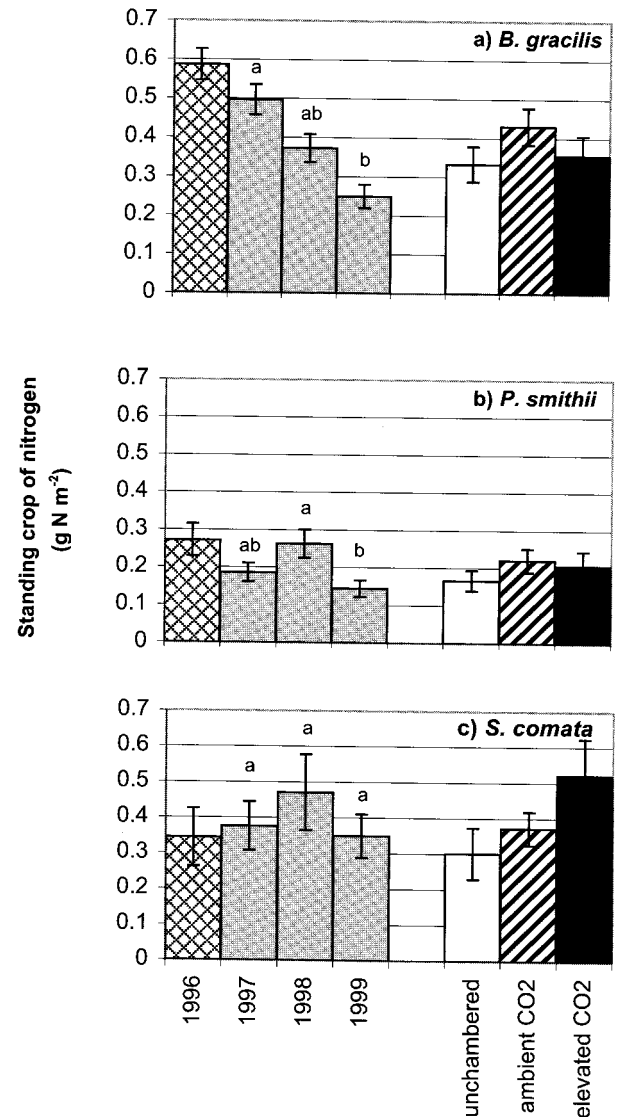 Standing crop of nitrogen
(g N m-2)
a) B. gracilis
0.7
0.6
0.5
0.4
0.3
0.2
0.1
0
a
ab
b
b) P. smithii
0.7
0.6
0.5
0.4
0.3
0.2
0.1
0
ab
a
b
c) S. comata
0.7
0.6
0.5
0.4
0.3
0.2
0.1
0
a
a
a
1996
1997
1998
1999
unchambered
ambient CO2
elevated CO2